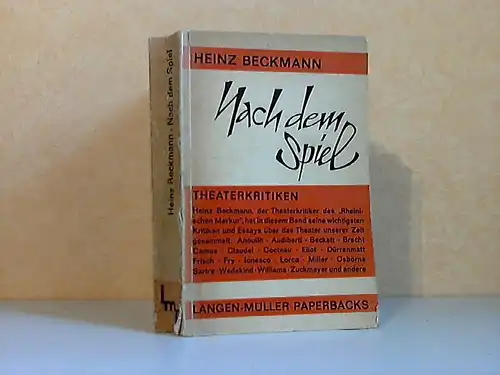 HEINZ BECKMANN
Nach dem
Spiel
THEATERKRITIKEN
Heinz Beckmann, der Theaterkritiker des „Rheini-
schen Merkur“, hat in diesem Band seine wichtigsten
Kritiken und Essays über das Theater unserer Zeit
gesammelt. Anouilh · Audiberti · Beckett · Brecht
Camus · Claudel · Cocteau · Eliot · Dürrenmatt
Frisch · Fry · Ionesco · Lorca · Miller · Osborne
Sartre · Wedekind · Williams · Zuckmayer und andere
LANGEN-MÜLLER PAPERBACKS
Heinz Beckmann · Nach dem Spiel
Lm